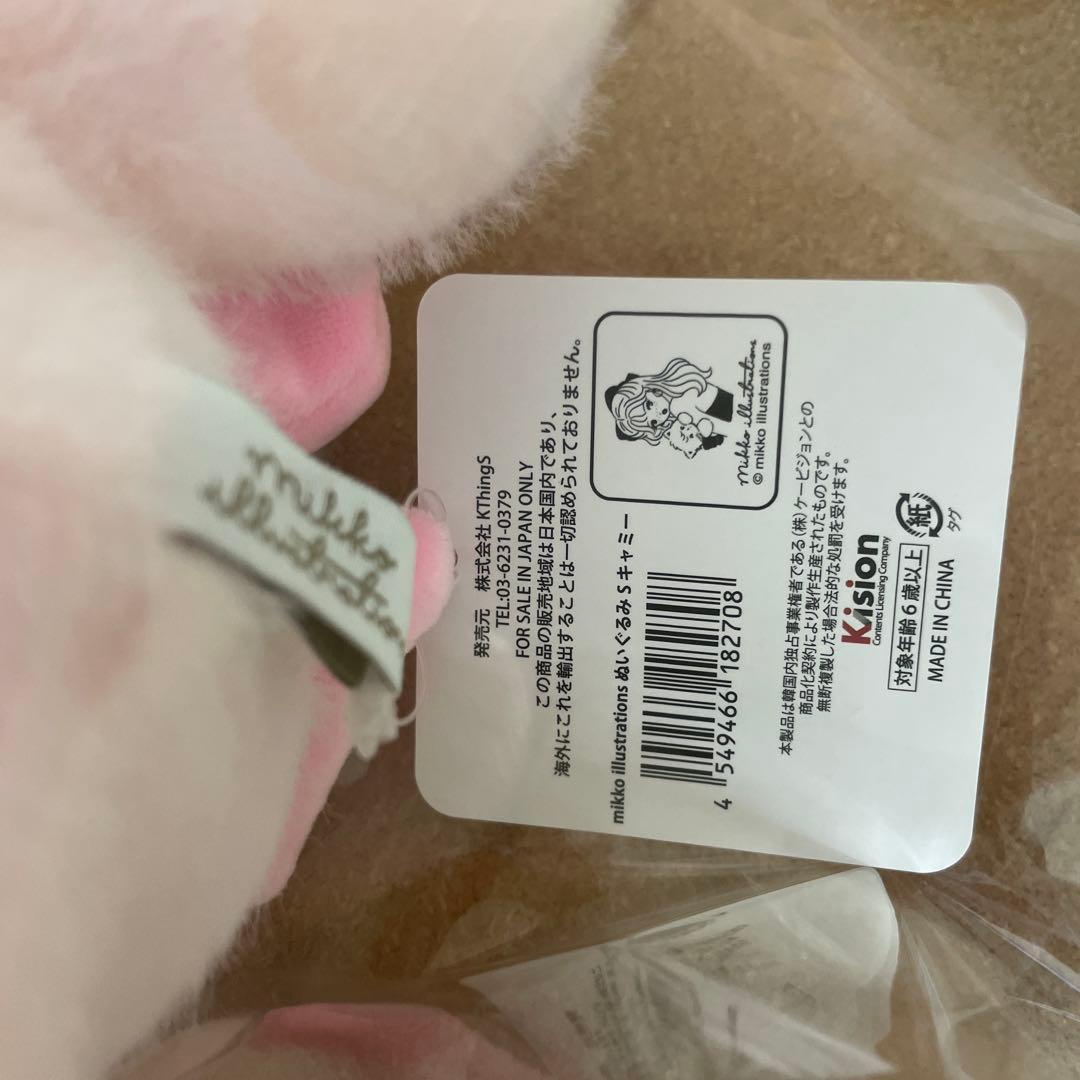 mikko
illustrations
発売元 株式会社 KThingS
TEL:03-6231-0379
FOR SALE IN JAPAN ONLY
この商品の販売地域は日本国内であり、
海外にこれを輸出することは一切認められておりません。
mikko illustrations ぬいぐるみ S キャミー
4 549466 182708
mikko illustrations
© mikko illustrations
本製品は韓国内独占事業権者である(株)ケービジョンとの
商品化契約により製作生産されたものです。
無断複製した場合法的な処罰を受けます。
Kвision
Contents Licensing Company
対象年齢 6 歳以上
紙
タグ
MADE IN CHINA